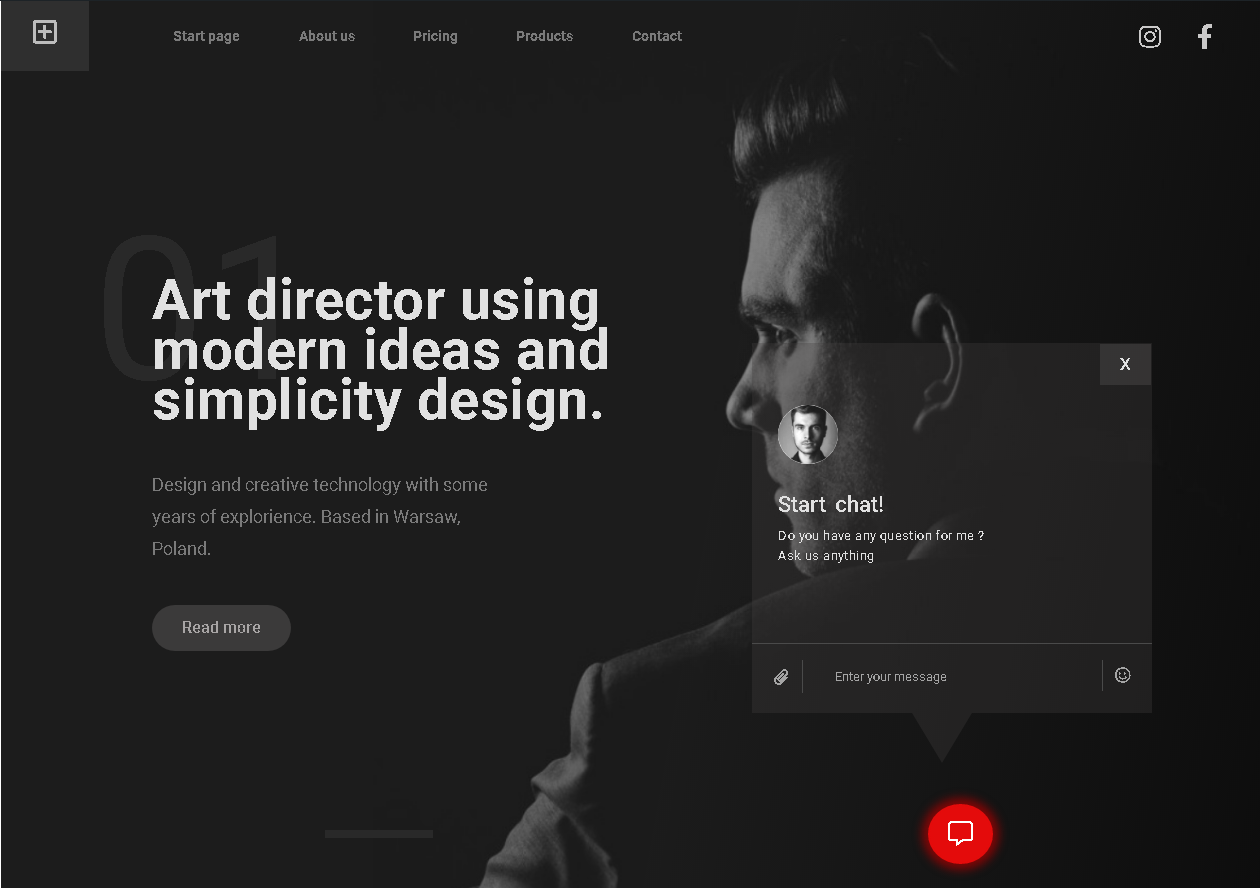 Start page
About us
Pricing
Products
Contact
01
Art director using
modern ideas and
simplicity design.
Design and creative technology with some
years of explorience. Based in Warsaw,
Poland.
Read more
X
Start chat!
Do you have any question for me ?
Ask us anything
Enter your message